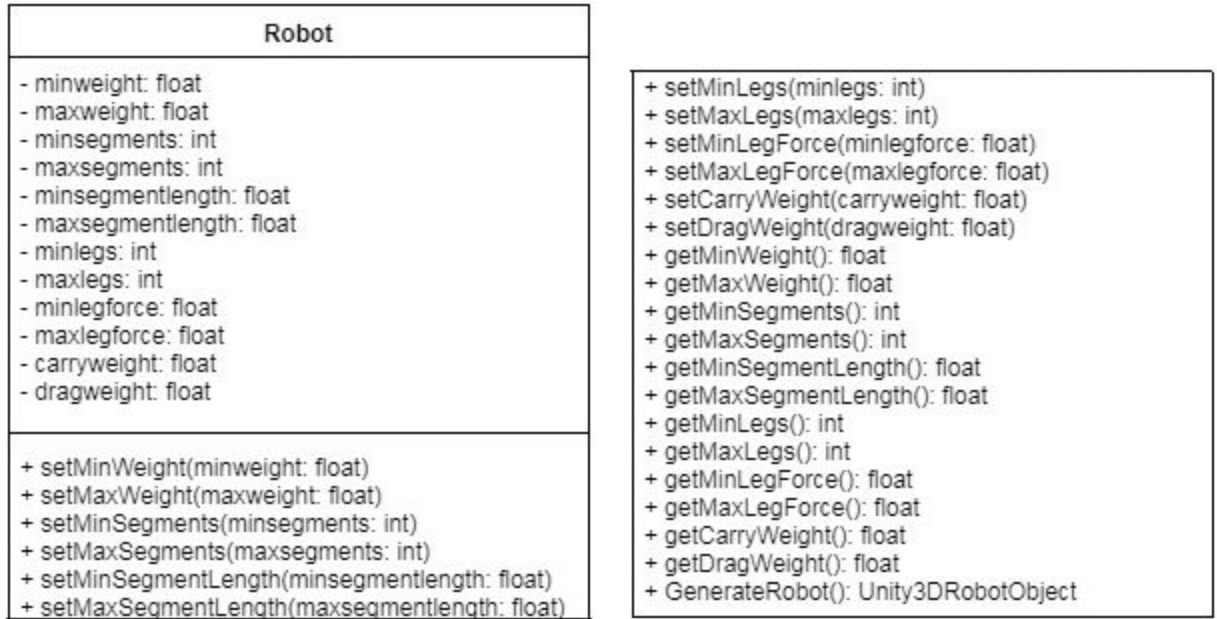 Robot
- minweight: float
- maxweight: float
- minsegments: int
- maxsegments: int
- minsegmentlength: float
- maxsegmentlength: float
- minlegs: int
- maxlegs: int
- minlegforce: float
- maxlegforce: float
- carryweight: float
- dragweight: float
+ setMinWeight(minweight: float)
+ setMaxWeight(maxweight: float)
+ setMinSegments(minsegments: int)
+ setMaxSegments(maxsegments: int)
+ setMinSegmentLength(minsegmentlength: float)
+ setMaxSegmentLength(maxsegmentlength: float)
+ setMinLegs(minlegs: int)
+ setMaxLegs(maxlegs: int)
+ setMinLegForce(minlegforce: float)
+ setMaxLegForce(maxlegforce: float)
+ setCarryWeight(carryweight: float)
+ setDragWeight(dragweight: float)
+ getMinWeight(): float
+ getMaxWeight(): float
+ getMinSegments(): int
+ getMaxSegments(): int
+ getMinSegmentLength(): float
+ getMaxSegmentLength(): float
+ getMinLegs(): int
+ getMaxLegs(): int
+ getMinLegForce(): float
+ getMaxLegForce(): float
+ getCarryWeight(): float
+ getDragWeight(): float
+ GenerateRobot(): Unity3DRobotObject